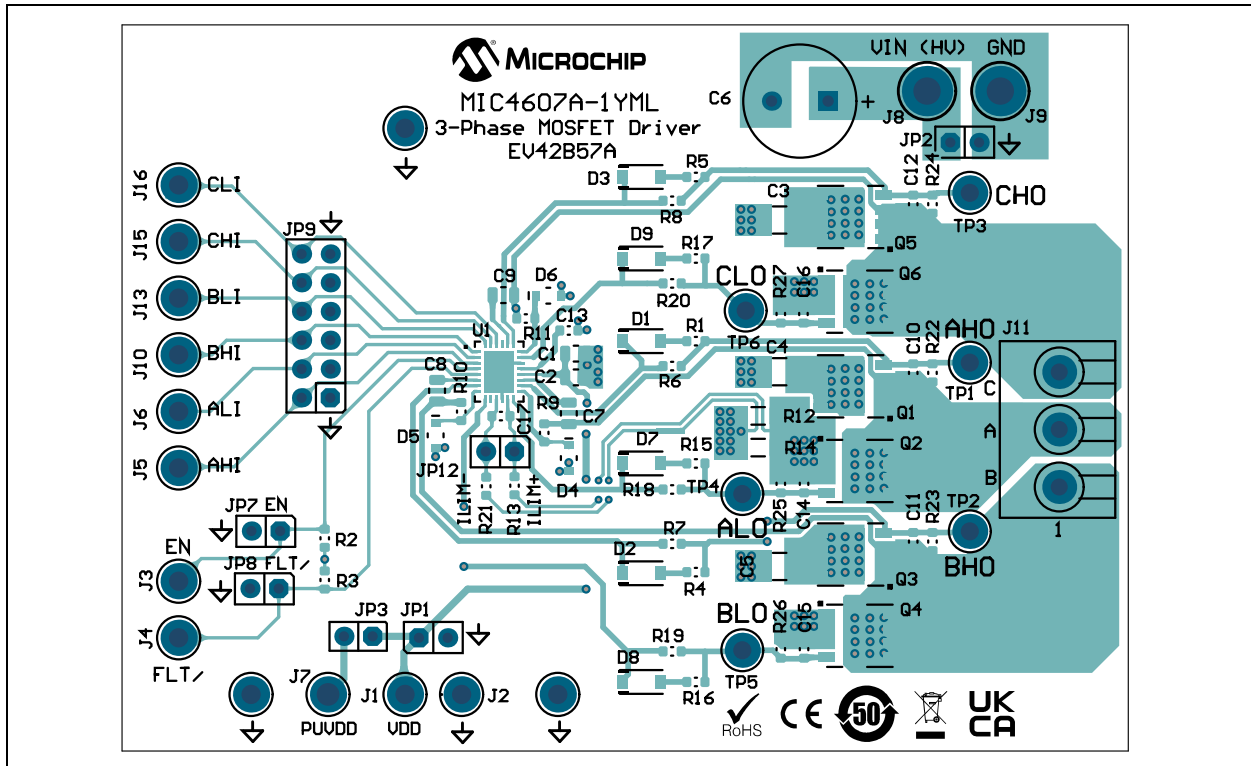 MICROCHIP
MIC4607A-1YML
3-Phase MOSFET Driver
EV42B57A
VIN (HV) GND
C6
+
J8
J9
JP2
J16 CLI
J15 CHI
J13 BLI
J10 BHI
J6 ALI
J5 AHI
JP9
D3
R5
R8
C3
C12
R24
CHO
TP3
Q5
Q6
D9
R17
R20
CLO
TP6
R27
C16
C9
D6
R11
C13
U1
C1
C2
C8
R10
R9
C7
C17
D5
JP12
D4
ILIM-
R21
R13
ILIM+
D1
R1
R6
C4
AHO
C10
R22
TP1
J11
C
A
B
1
Q1
Q2
R12
R14
D7
R15
R18
TP4
ALO
R25
C14
C11
R23
TP2
BHO
R7
D2
R4
C5
Q3
Q4
BLO
R26
C15
R19
D8
R16
TP5
JP7 EN
EN
J3
JP8 FLT/
J4
FLT/
R2
R3
JP3
JP1
J7
PUVDD
J1
VDD
J2
RoHS
CE
50
UK
CA